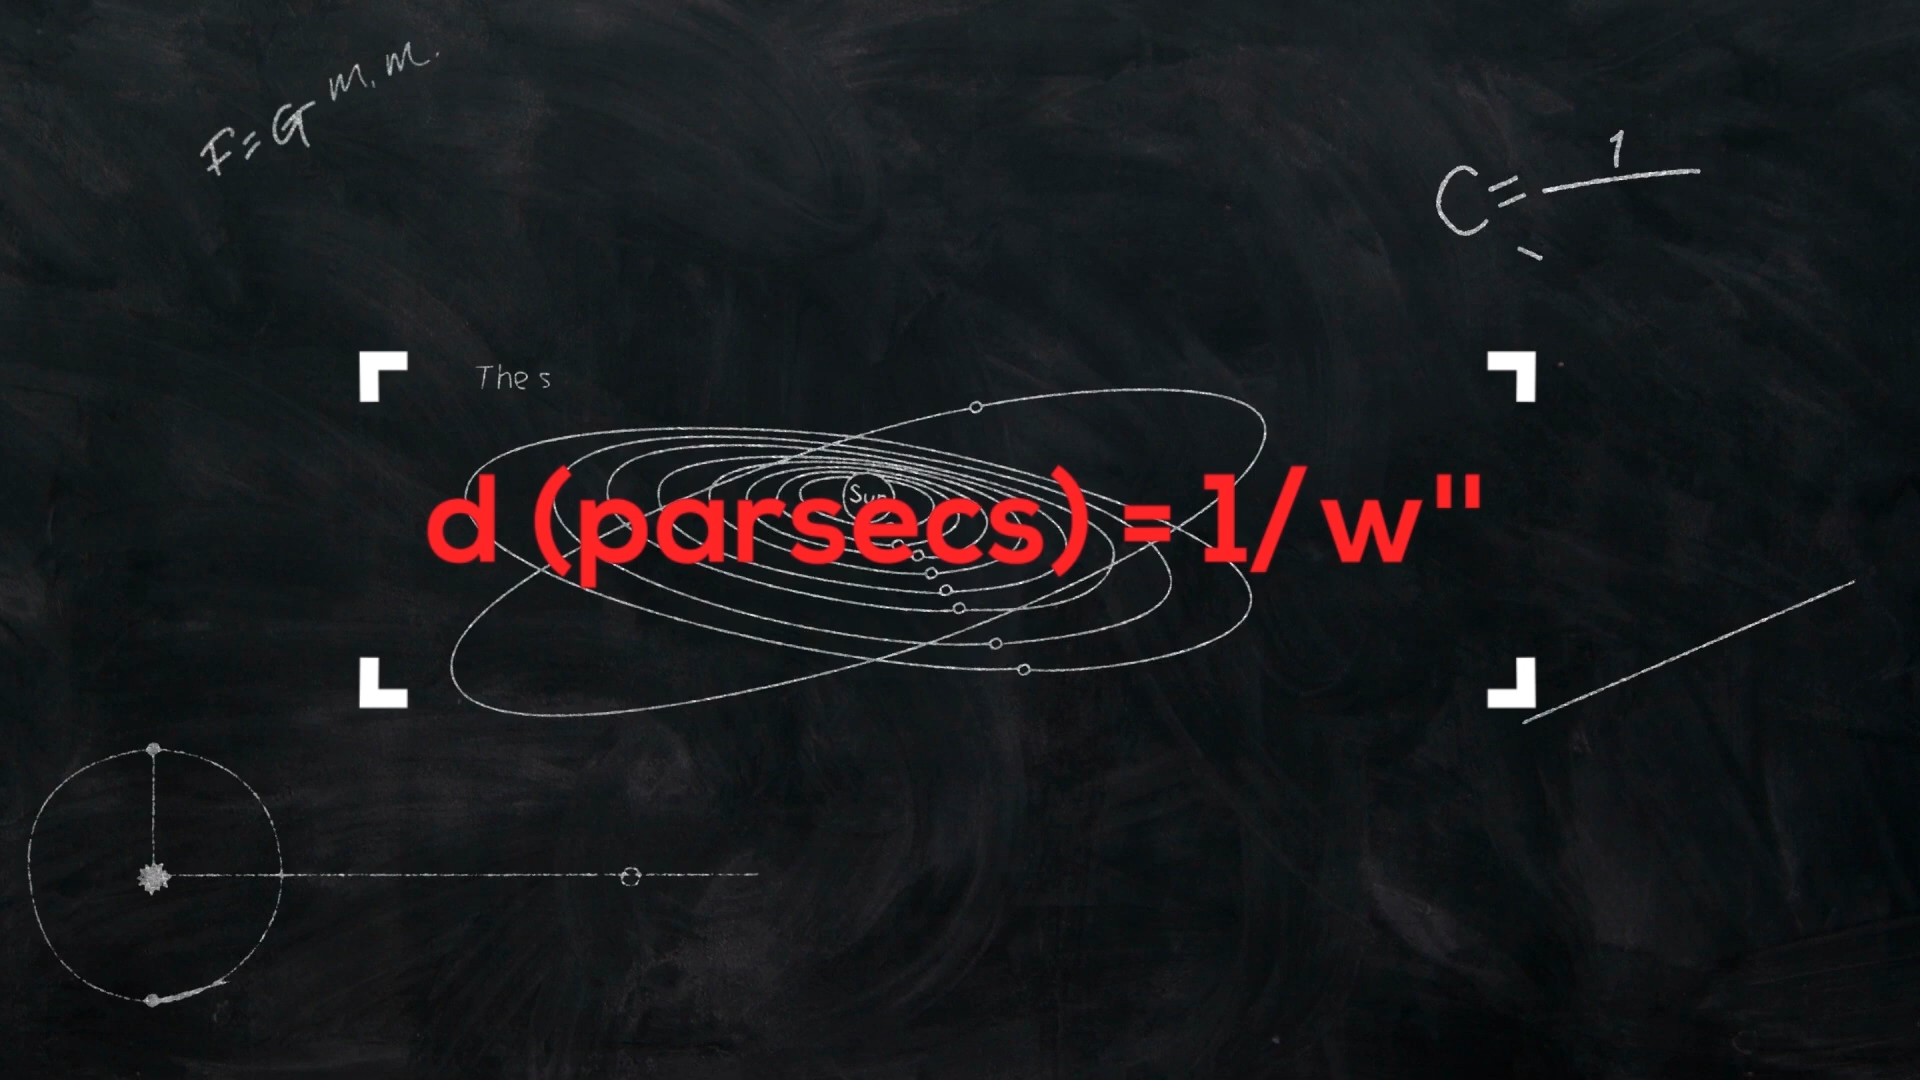 F=G m. m.
C= 1
The s
Sun
d (parsecs) = 1/w"